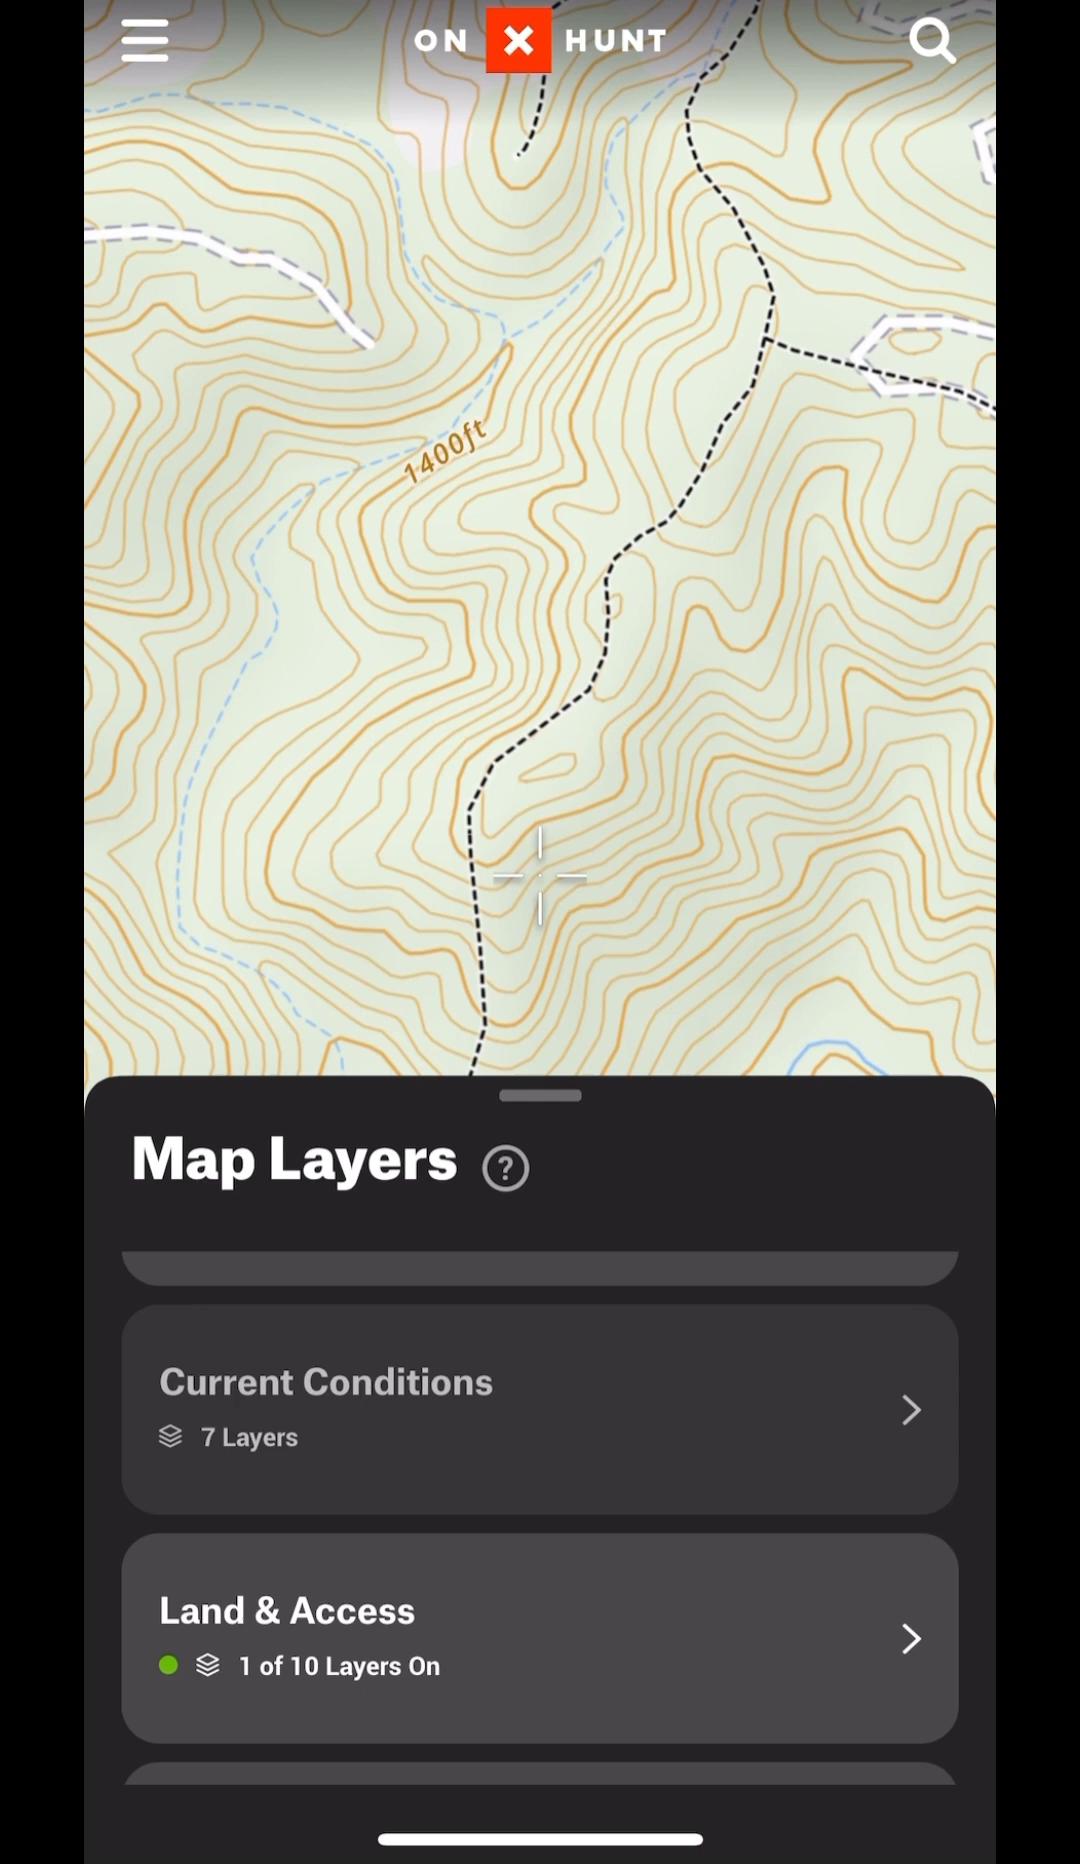 ON X HUNT
1400ft
Map Layers ?
Current Conditions
7 Layers
Land & Access
1 of 10 Layers On